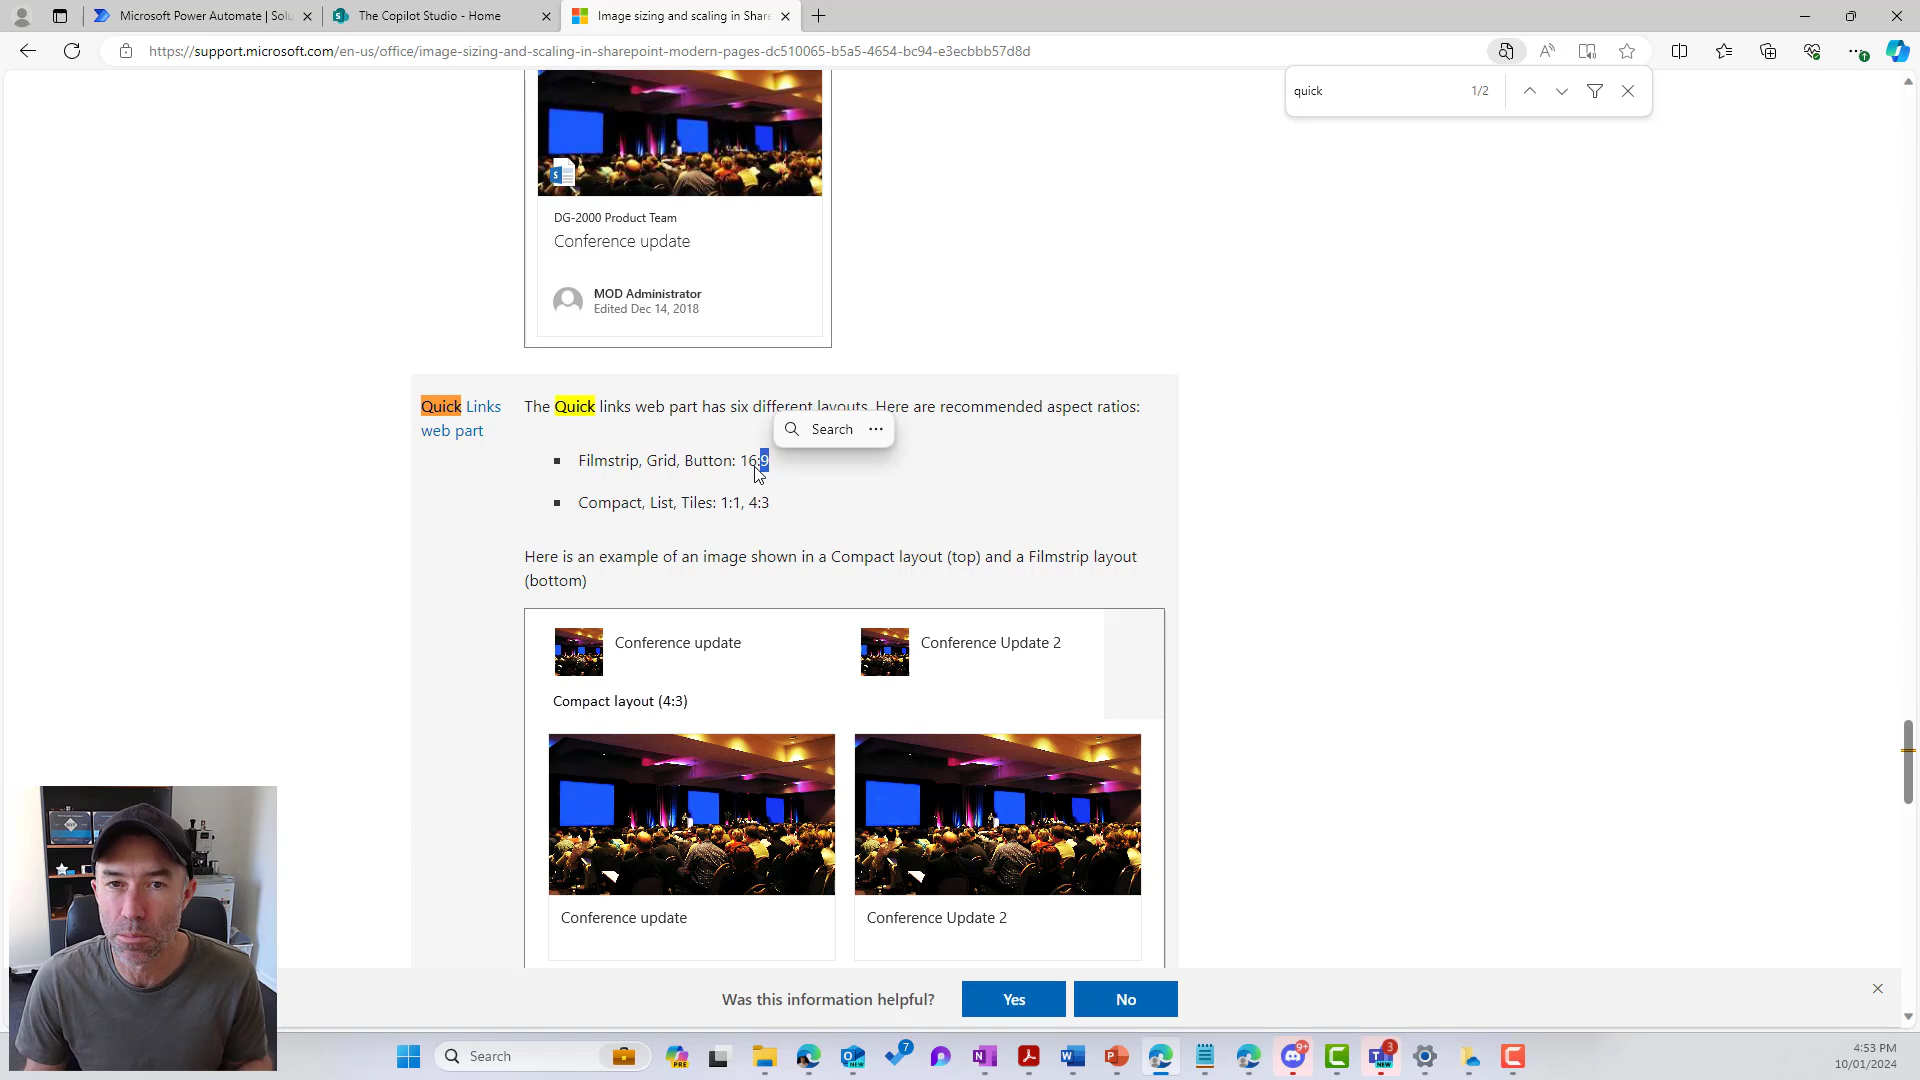 Microsoft Power Automate | Solu
The Copilot Studio - Home
Image sizing and scaling in Share
https://support.microsoft.com/en-us/office/image-sizing-and-scaling-in-sharepoint-modern-pages-dc510065-b5a5-4654-bc94-e3ecbbb57d8d
quick
1/2
DG-2000 Product Team
Conference update
MOD Administrator
Edited Dec 14, 2018
Quick Links
web part
The Quick links web part has six different layouts. Here are recommended aspect ratios:
Search
Filmstrip, Grid, Button: 16:9
Compact, List, Tiles: 1:1, 4:3
Here is an example of an image shown in a Compact layout (top) and a Filmstrip layout
(bottom)
Conference update
Conference Update 2
Compact layout (4:3)
Conference update
Conference Update 2
Was this information helpful?
Yes
No
Search
PRE
NEW
7
9+
3
NEW
4:53 PM
10/01/2024